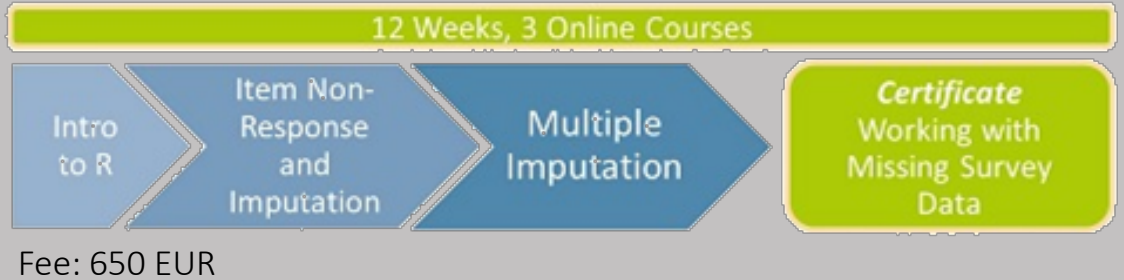 12 Weeks, 3 Online Courses
Intro
to R
Item Non-
Response
and
Imputation
Multiple
Imputation
Certificate
Working with
Missing Survey
Data
Fee: 650 EUR